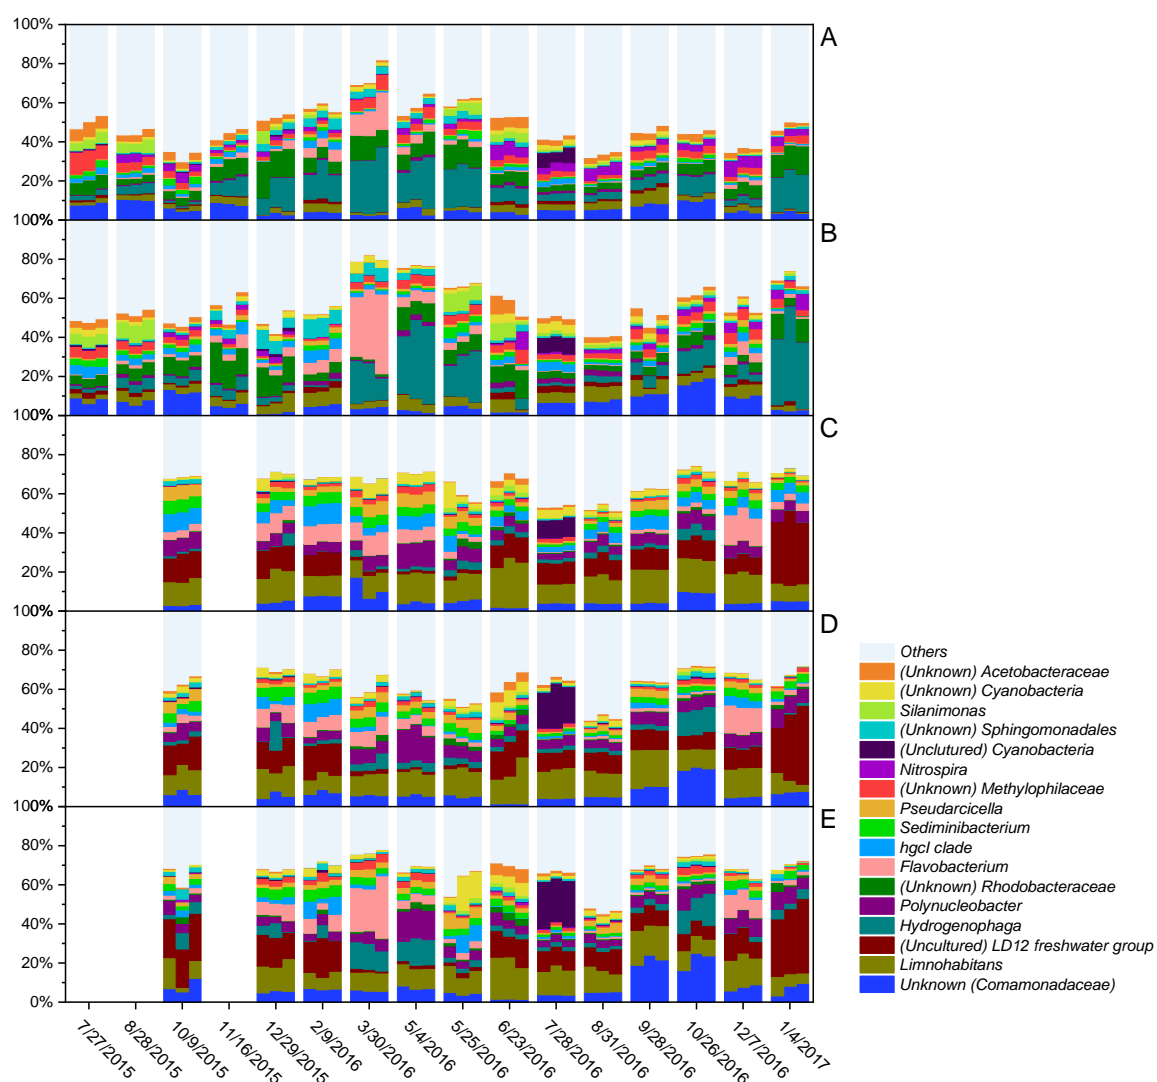 100%
80%
60%
40%
20%
100%
0%
A
80%
60%
40%
20%
100%
0%
B
80%
60%
40%
20%
100%
0%
C
80%
60%
40%
20%
100%
0%
D
80%
60%
40%
20%
0%
E
7/27/2015
8/28/2015
10/9/2015
11/16/2015
12/29/2015
2/9/2016
3/30/2016
5/4/2016
5/25/2016
6/23/2016
7/28/2016
8/31/2016
9/28/2016
10/26/2016
12/7/2016
1/4/2017
Others
(Unknown) Acetobacteraceae
(Unknown) Cyanobacteria
Silanimonas
(Unknown) Sphingomonadales
(Unclutured) Cyanobacteria
Nitrospira
(Unknown) Methylophilaceae
Pseudarcicella
Sediminibacterium
hgcI clade
Flavobacterium
(Unknown) Rhodobacteraceae
Polynucleobacter
Hydrogenophaga
(Uncultured) LD12 freshwater group
Limnohabitans
Unknown (Comamonadaceae)